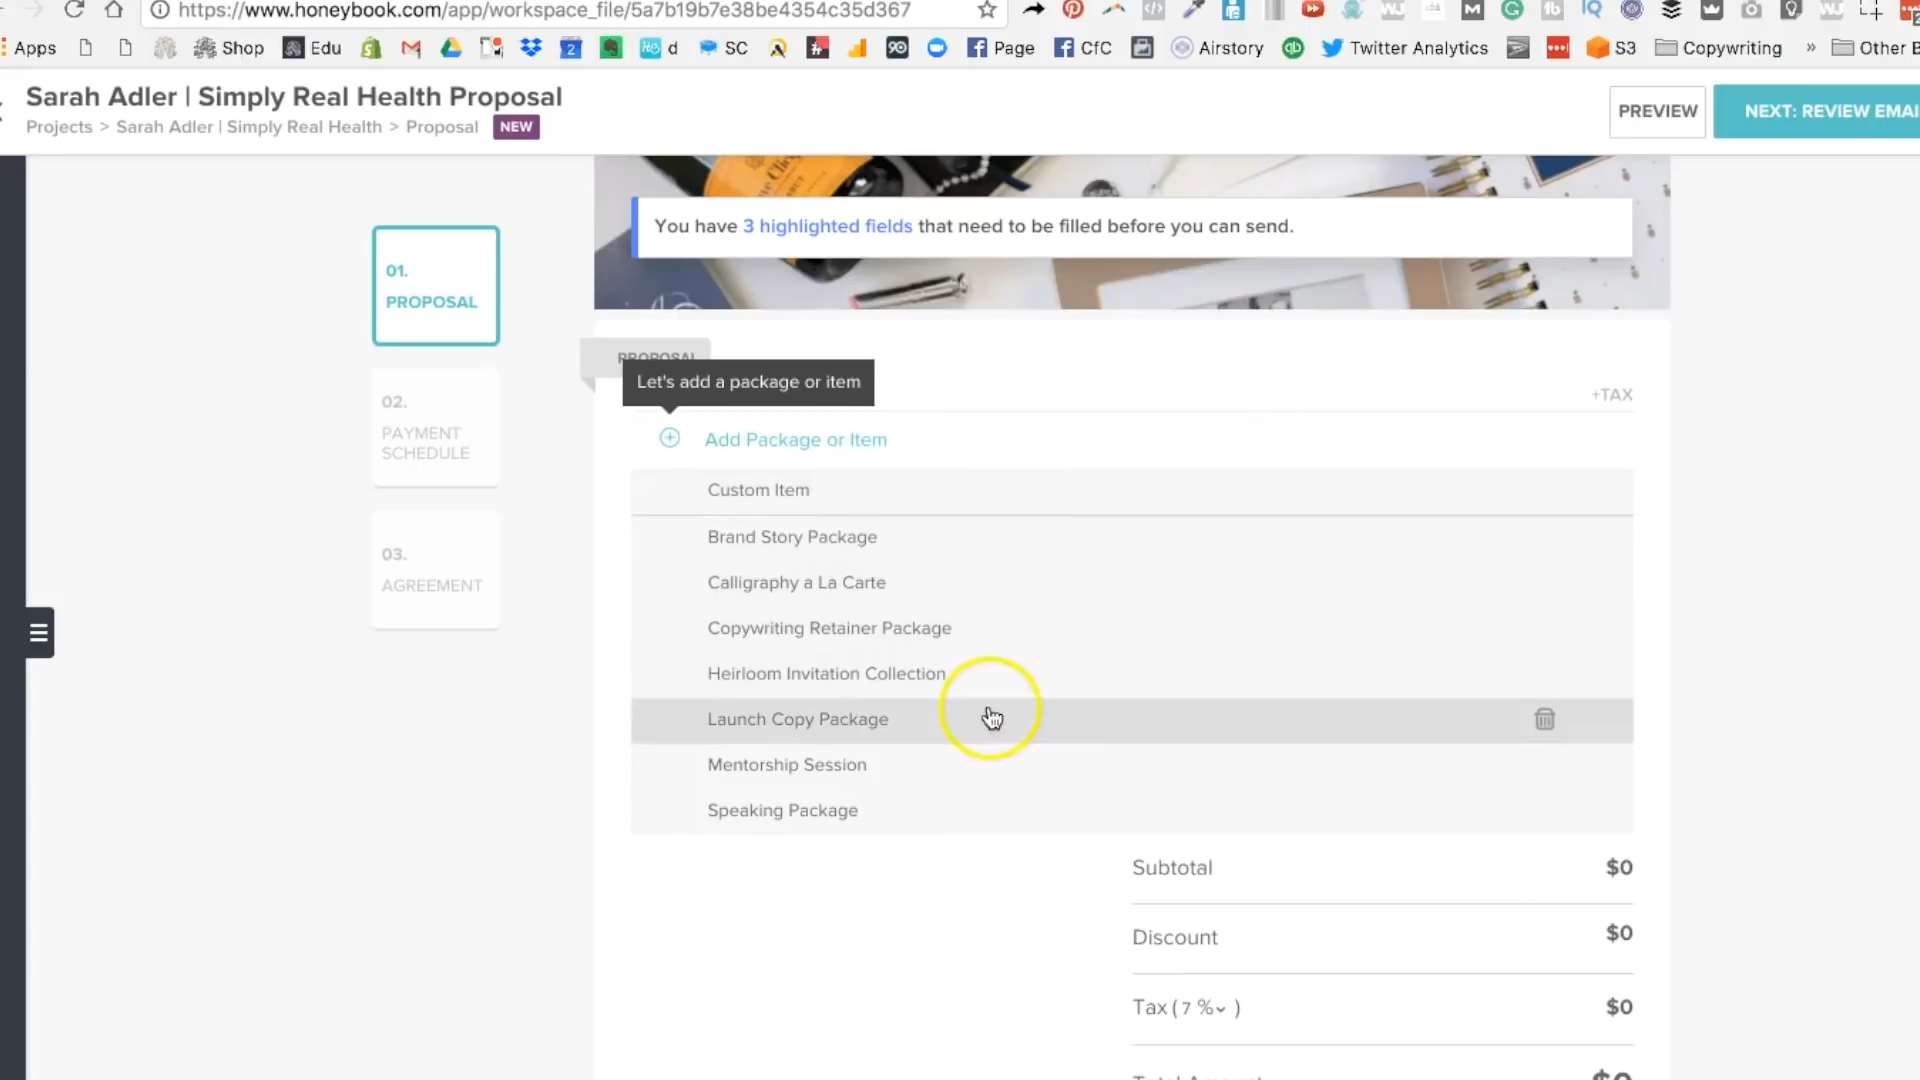 https://www.honeybook.com/app/workspace_file/5a7b19b7e38be4354c35d367
Apps Shop Edu d SC Page CfC Airstory Twitter Analytics S3 Copywriting » Other B
Sarah Adler | Simply Real Health Proposal
Projects > Sarah Adler | Simply Real Health > Proposal NEW
PREVIEW
NEXT: REVIEW EMAI
You have 3 highlighted fields that need to be filled before you can send.
01.
PROPOSAL
02.
PAYMENT
SCHEDULE
03.
AGREEMENT
PROPOSAL
Let's add a package or item
+TAX
Add Package or Item
Custom Item
Brand Story Package
Calligraphy a La Carte
Copywriting Retainer Package
Heirloom Invitation Collection
Launch Copy Package
Mentorship Session
Speaking Package
Subtotal $0
Discount $0
Tax ( 7 % )  $0
Total Amount $0